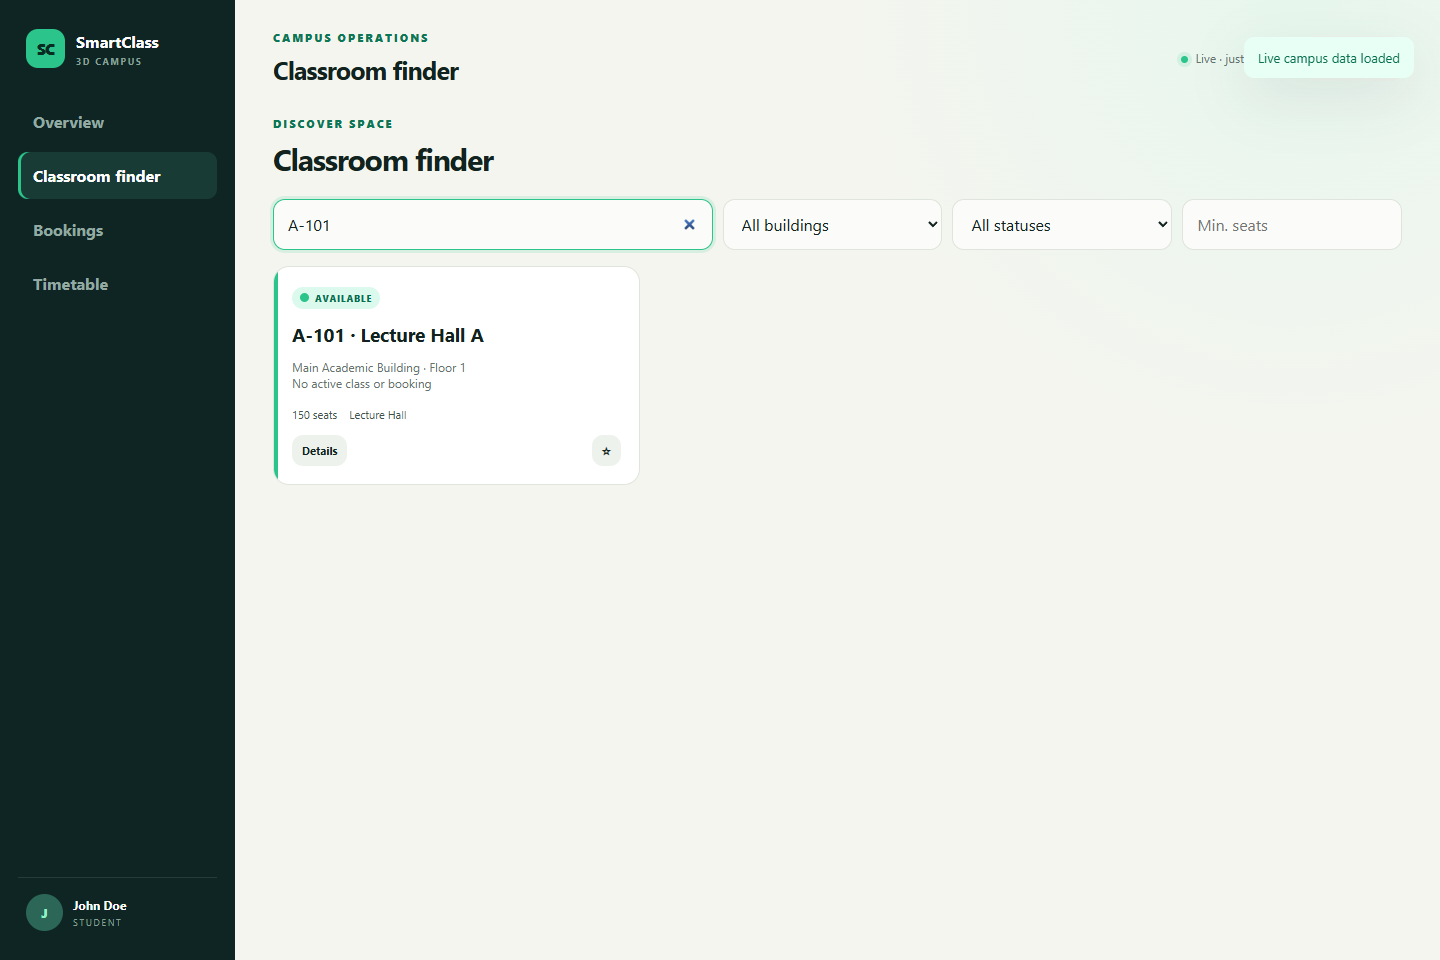 SC
SmartClass
3D CAMPUS
Overview
Classroom finder
Bookings
Timetable
J
John Doe
STUDENT
CAMPUS OPERATIONS
Classroom finder
Live · just
Live campus data loaded
DISCOVER SPACE
Classroom finder
A-101
All buildings
All statuses
Min. seats
AVAILABLE
A-101 · Lecture Hall A
Main Academic Building · Floor 1
No active class or booking
150 seats Lecture Hall
Details